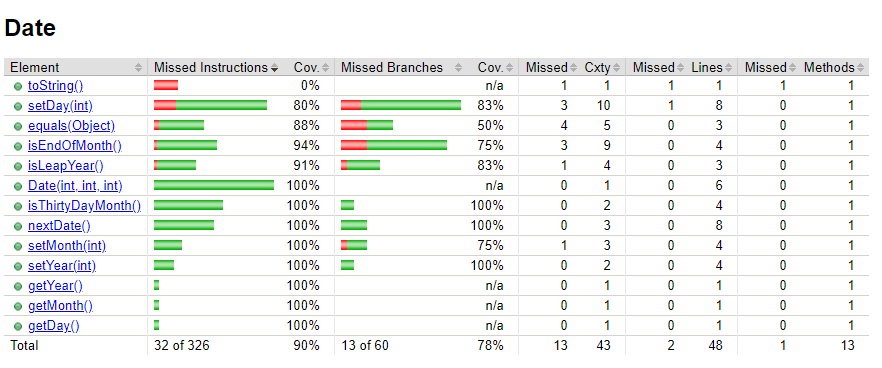 Date
Element Missed Instructions Cov. Missed Branches Cov. Missed Cxty Missed Lines Missed Methods
toString() 0% n/a 1 1 1 1 1 1
setDay(int) 80% 83% 3 10 1 8 0 1
equals(Object) 88% 50% 4 5 0 3 0 1
isEndOfMonth() 94% 75% 3 9 0 4 0 1
isLeapYear() 91% 83% 1 4 0 3 0 1
Date(int, int, int) 100% n/a 0 1 0 6 0 1
isThirtyDayMonth() 100% 100% 0 2 0 4 0 1
nextDate() 100% 100% 0 3 0 8 0 1
setMonth(int) 100% 75% 1 3 0 4 0 1
setYear(int) 100% 100% 0 2 0 4 0 1
getYear() 100% n/a 0 1 0 1 0 1
getMonth() 100% n/a 0 1 0 1 0 1
getDay() 100% n/a 0 1 0 1 0 1
Total 32 of 326 90% 13 of 60 78% 13 43 2 48 1 13